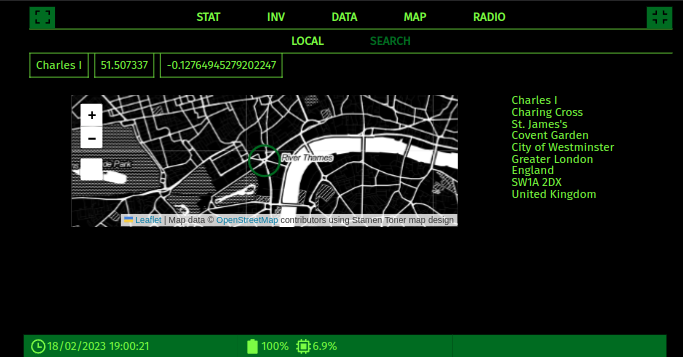 STAT INV DATA MAP RADIO
LOCAL SEARCH
Charles I 51.507337 -0.12764945279202247
+
−
de Park
River Thames
Leaflet | Map data © OpenStreetMap contributors using Stamen Toner map design
Charles I
Charing Cross
St. James's
Covent Garden
City of Westminster
Greater London
England
SW1A 2DX
United Kingdom
18/02/2023 19:00:21 100% 6.9%